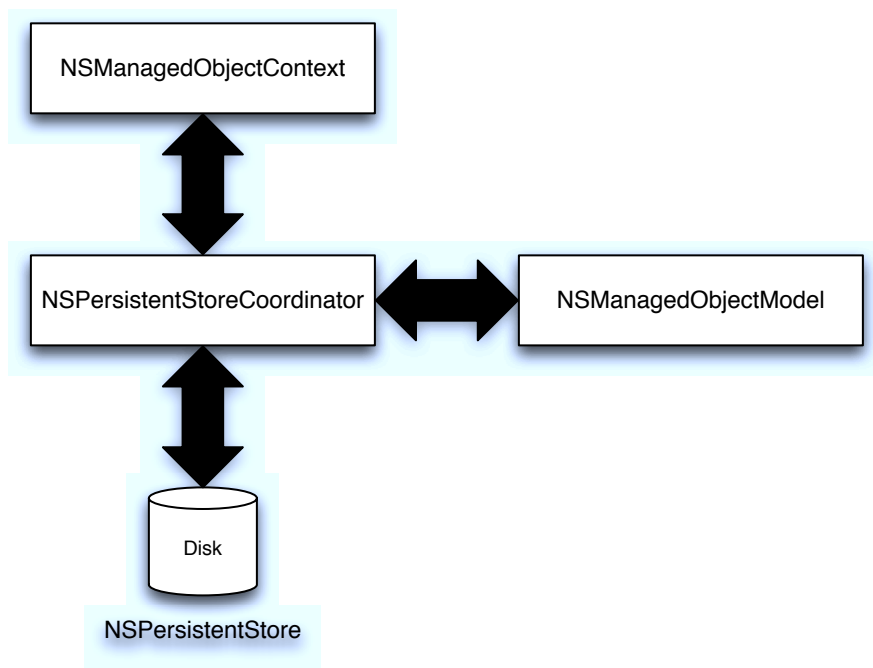 NSManagedObjectContext
NSPersistentStoreCoordinator
NSManagedObjectModel
Disk
NSPersistentStore